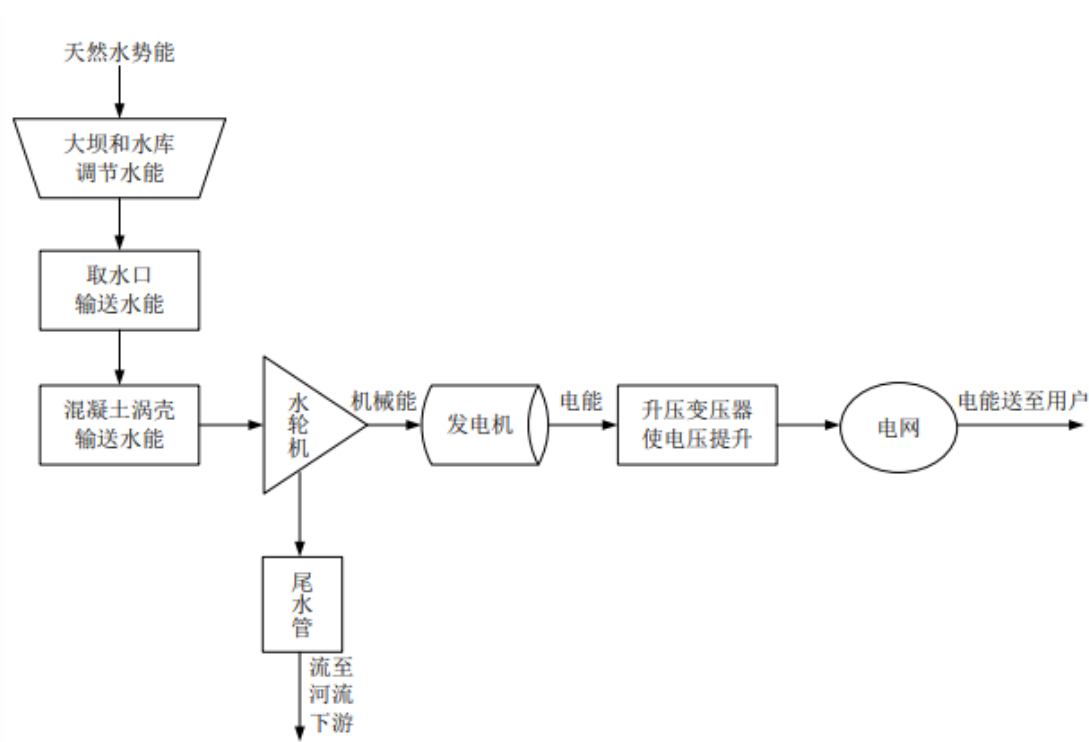 天然水势能
大坝和水库
调节水能
取水口
输送水能
混凝土涡壳
输送水能
水轮机
机械能
发电机
电能
升压变压器
使电压提升
电网
电能送至用户
尾水管
流至
河流
下游